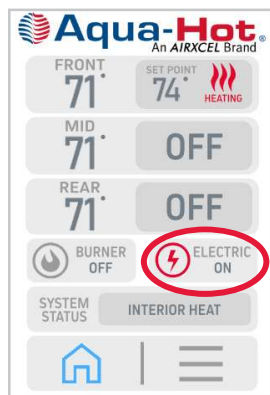 Aqua-Hot
An AIRXCEL Brand
FRONT
71°
SET POINT
74°
HEATING
MID
71°
OFF
REAR
71°
OFF
BURNER
OFF
ELECTRIC
ON
SYSTEM
STATUS
INTERIOR HEAT